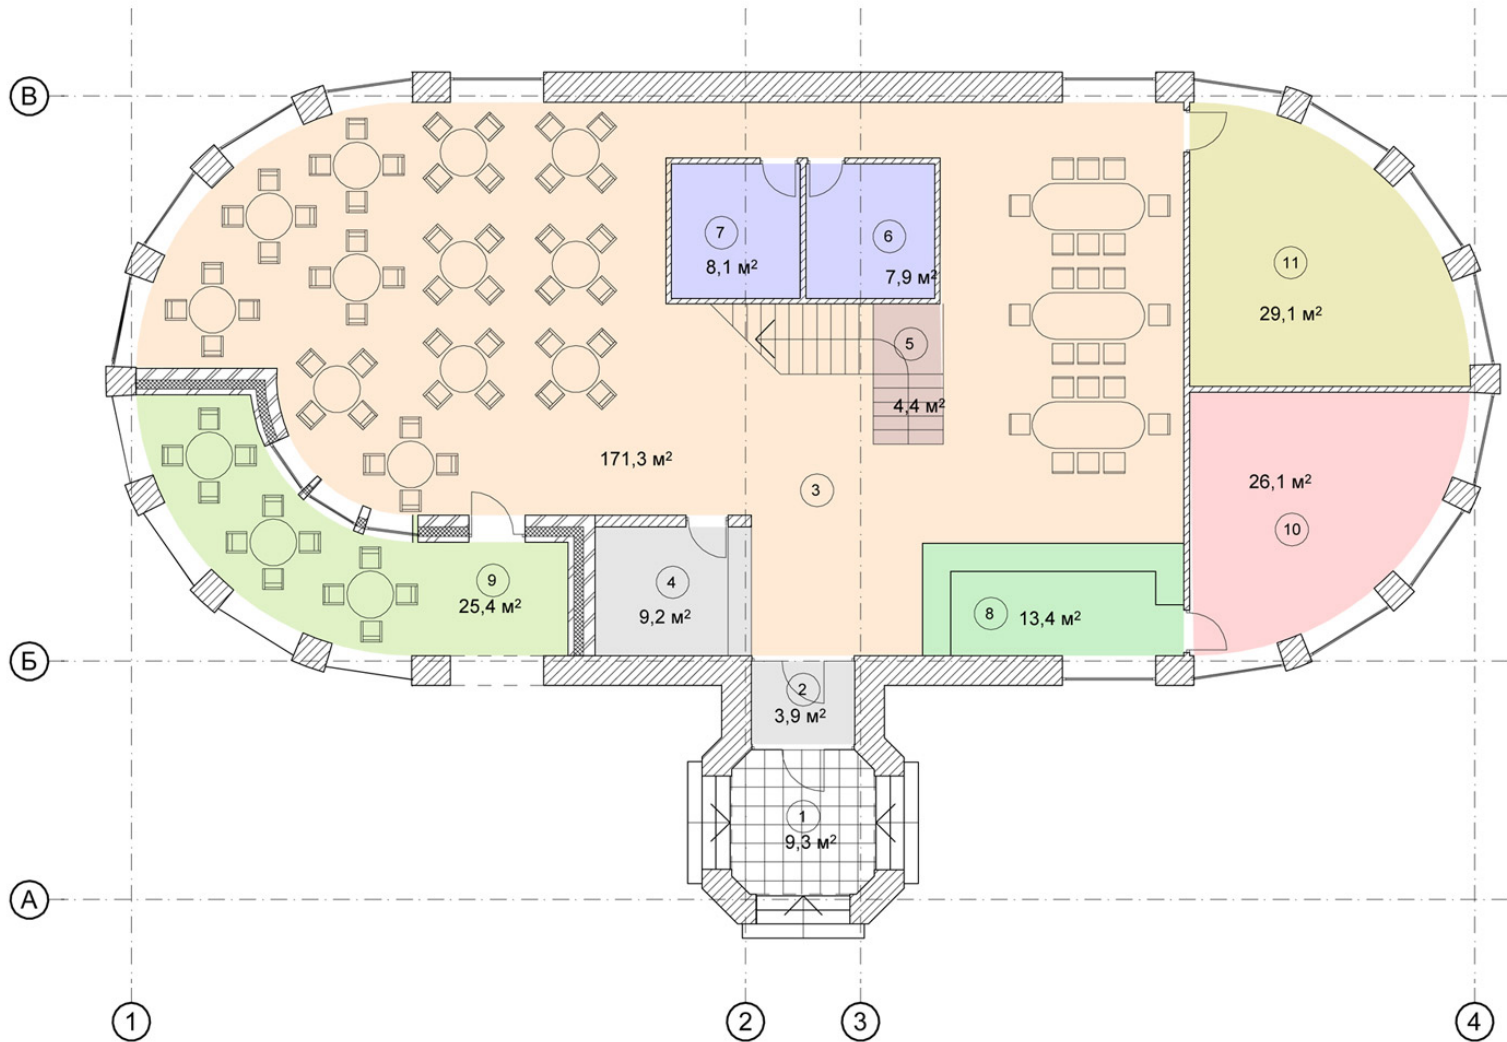 В
7
8,1 м²
6
7,9 м²
11
29,1 м²
5
4,4 м²
171,3 м²
3
26,1 м²
10
9
25,4 м²
4
9,2 м²
8
13,4 м²
Б
2
3,9 м²
1
9,3 м²
А
1
2
3
4